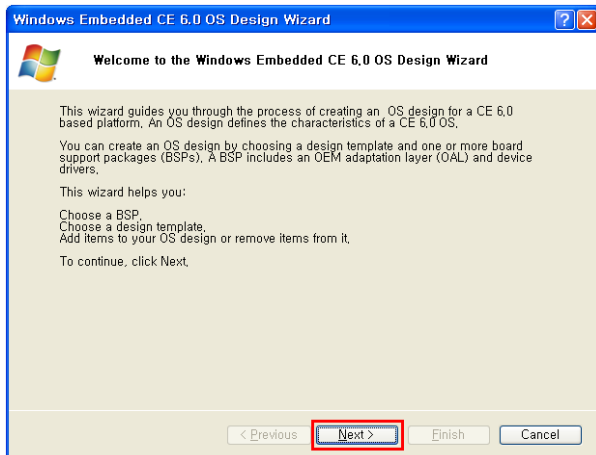 Windows Embedded CE 6.0 OS Design Wizard
Welcome to the Windows Embedded CE 6.0 OS Design Wizard
This wizard guides you through the process of creating an OS design for a CE 6.0
based platform. An OS design defines the characteristics of a CE 6.0 OS.
You can create an OS design by choosing a design template and one or more board
support packages (BSPs). A BSP includes an OEM adaptation layer (OAL) and device
drivers.
This wizard helps you:
Choose a BSP.
Choose a design template.
Add items to your OS design or remove items from it.
To continue, click Next.
< Previous Next > Finish Cancel